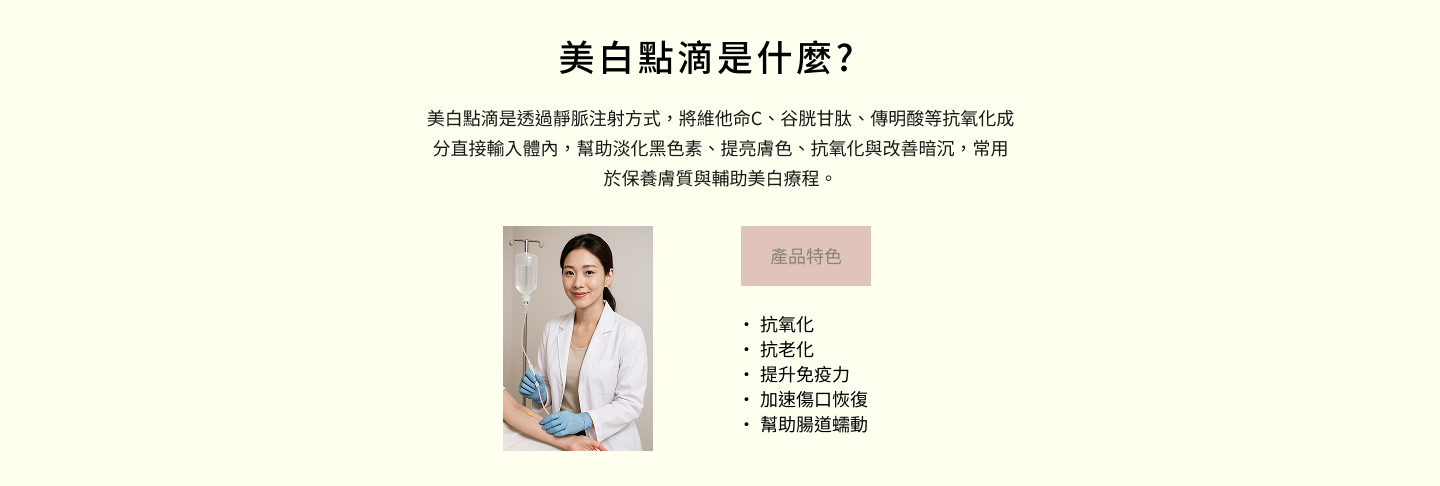 美白點滴是什麼?
美白點滴是透過靜脈注射方式，將維他命C、谷胱甘肽、傳明酸等抗氧化成
分直接輸入體內，幫助淡化黑色素、提亮膚色、抗氧化與改善暗沉，常用
於保養膚質與輔助美白療程。
產品特色
• 抗氧化
• 抗老化
• 提升免疫力
• 加速傷口恢復
• 幫助腸道蠕動